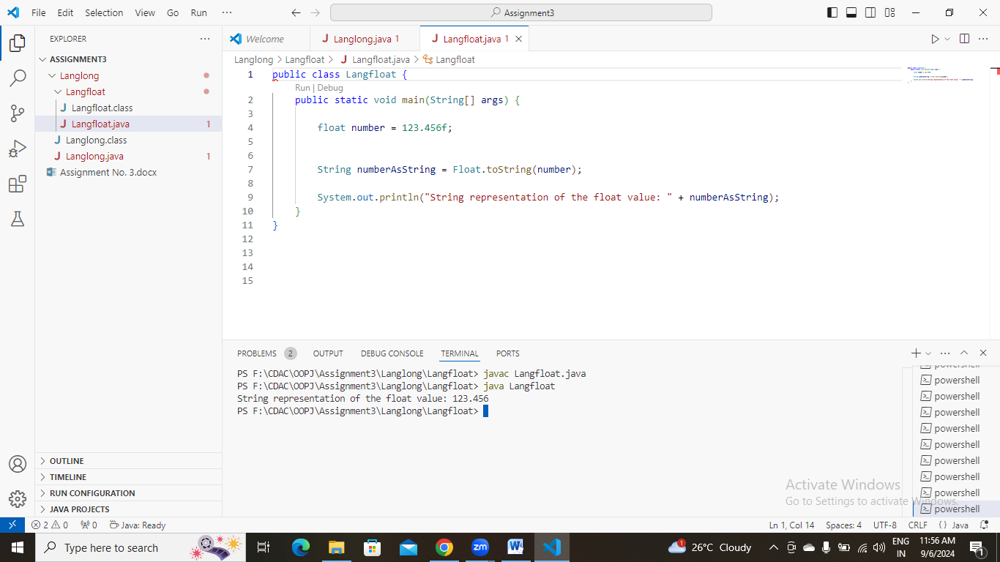 File Edit Selection View Go Run ··· Assignment3
EXPLORER ···
ASSIGNMENT3
Langlong
Langfloat
J Langfloat.class
J Langfloat.java 1
J Langlong.class
J Langlong.java 1
Assignment No. 3.docx
OUTLINE
TIMELINE
RUN CONFIGURATION
JAVA PROJECTS
Welcome J Langlong.java 1 J Langfloat.java 1
Langlong > Langfloat > J Langfloat.java > Langfloat
1 public class Langfloat {
Run | Debug
2 public static void main(String[] args) {
3
4 float number = 123.456f;
5
6
7 String numberAsString = Float.toString(number);
8
9 System.out.println("String representation of the float value: " + numberAsString);
10 }
11 }
12
13
14
15
PROBLEMS 2 OUTPUT DEBUG CONSOLE TERMINAL PORTS
PS F:\CDAC\OOPJ\Assignment3\Langlong\Langfloat> javac Langfloat.java
PS F:\CDAC\OOPJ\Assignment3\Langlong\Langfloat> java Langfloat
String representation of the float value: 123.456
PS F:\CDAC\OOPJ\Assignment3\Langlong\Langfloat>
powershell
powershell
powershell
powershell
powershell
powershell
powershell
powershell
powershell
powershell
Activate Windows
Go to Settings to activate Windows.
2 0 0 Java: Ready Ln 1, Col 14 Spaces: 4 UTF-8 CRLF {} Java
Type here to search zm W 1 26°C Cloudy ENG 11:56 AM
IN 9/6/2024 1